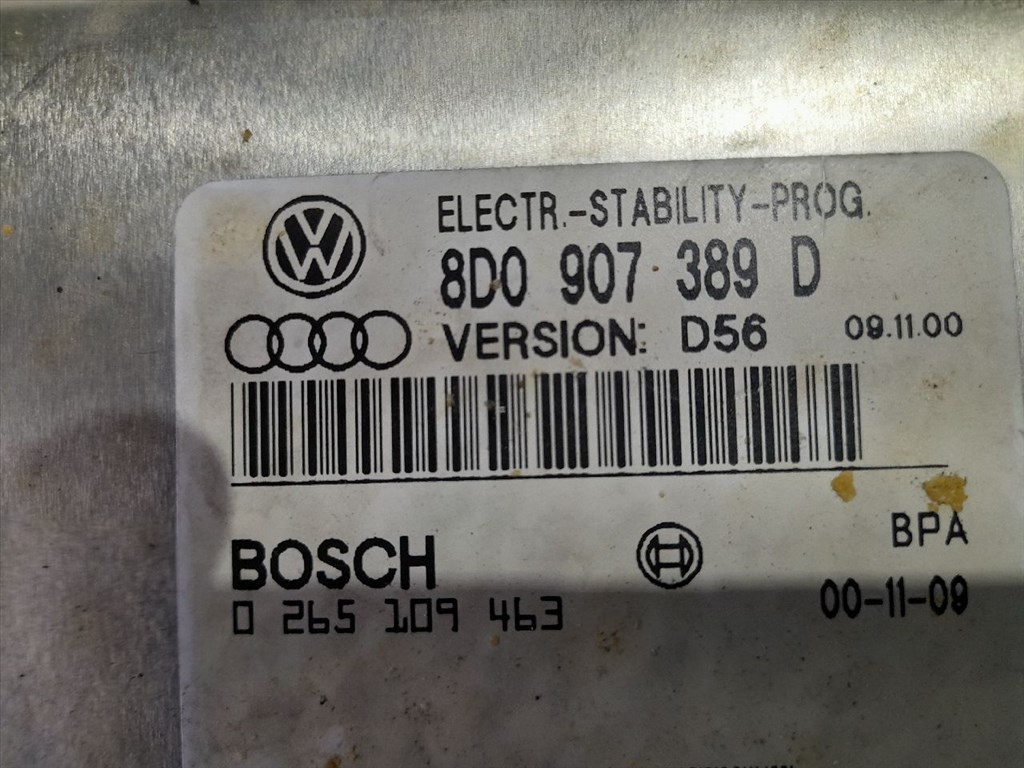 ELECTR.-STABILITY-PROG.
8D0 907 389 D
VERSION: D56 09.11.00
BPA
BOSCH
0 265 109 463 00-11-09